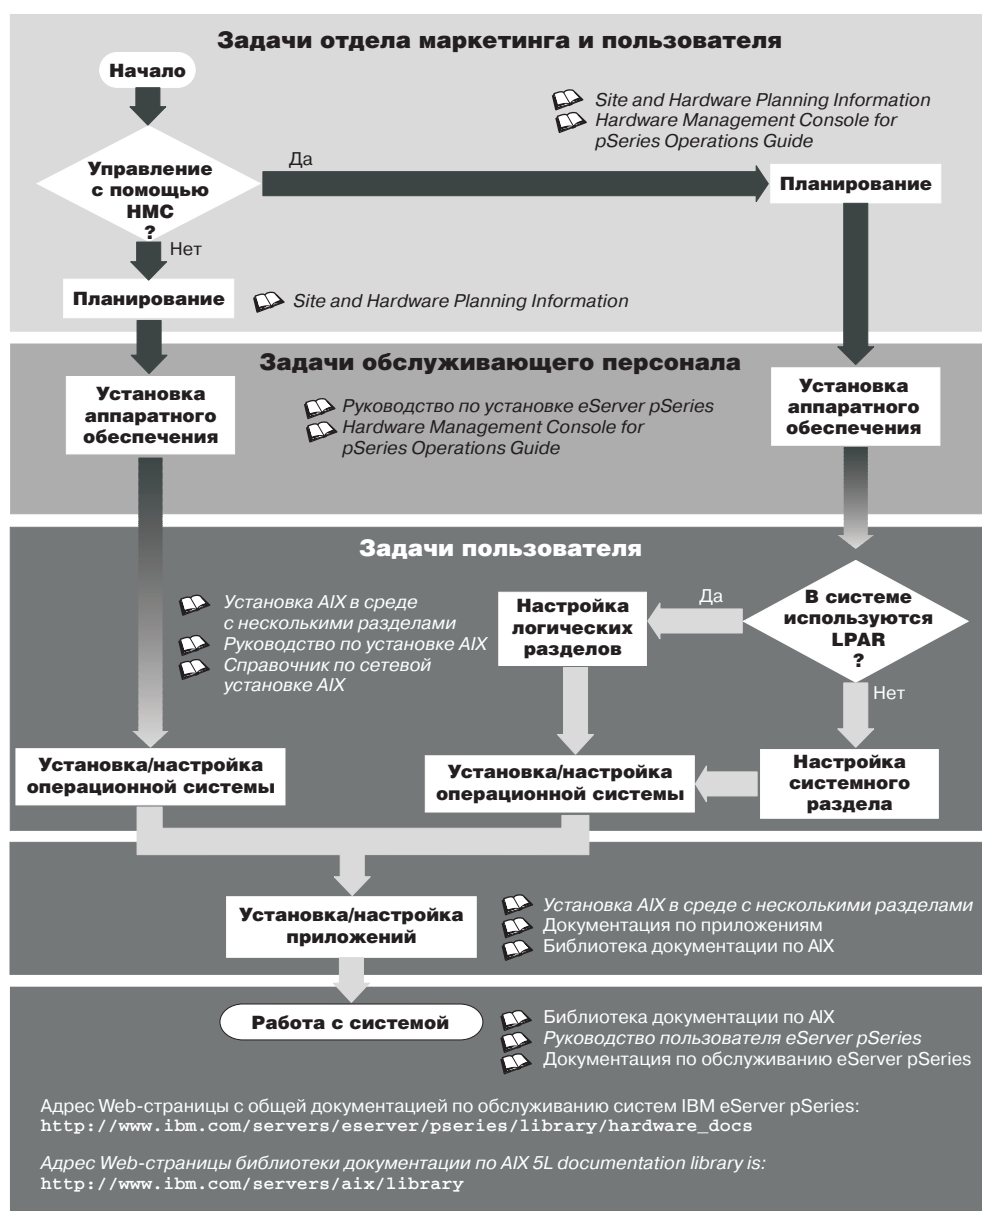 Задачи отдела маркетинга и пользователя
Начало
Site and Hardware Planning Information
Hardware Management Console for
pSeries Operations Guide
Управление
с помощью
HMC
?
Да
Планирование
Нет
Планирование
Site and Hardware Planning Information
Задачи обслуживающего персонала
Установка
аппаратного
обеспечения
Руководство по установке eServer pSeries
Hardware Management Console for
pSeries Operations Guide
Установка
аппаратного
обеспечения
Задачи пользователя
Установка AIX в среде
с несколькими разделами
Руководство по установке AIX
Справочник по сетевой
установке AIX
Настройка
логических
разделов
Да
В системе
используются
LPAR
?
Нет
Установка/настройка
операционной системы
Установка/настройка
операционной системы
Настройка
системного
раздела
Установка/настройка
приложений
Установка AIX в среде с несколькими разделами
Документация по приложениям
Библиотека документации по AIX
Работа с системой
Библиотека документации по AIX
Руководство пользователя eServer pSeries
Документация по обслуживанию eServer pSeries
Адрес Web-страницы с общей документацией по обслуживанию систем IBM eServer pSeries:
http://www.ibm.com/servers/eserver/pseries/library/hardware_docs
Адрес Web-страницы библиотеки документации по AIX 5L documentation library is:
http://www.ibm.com/servers/aix/library